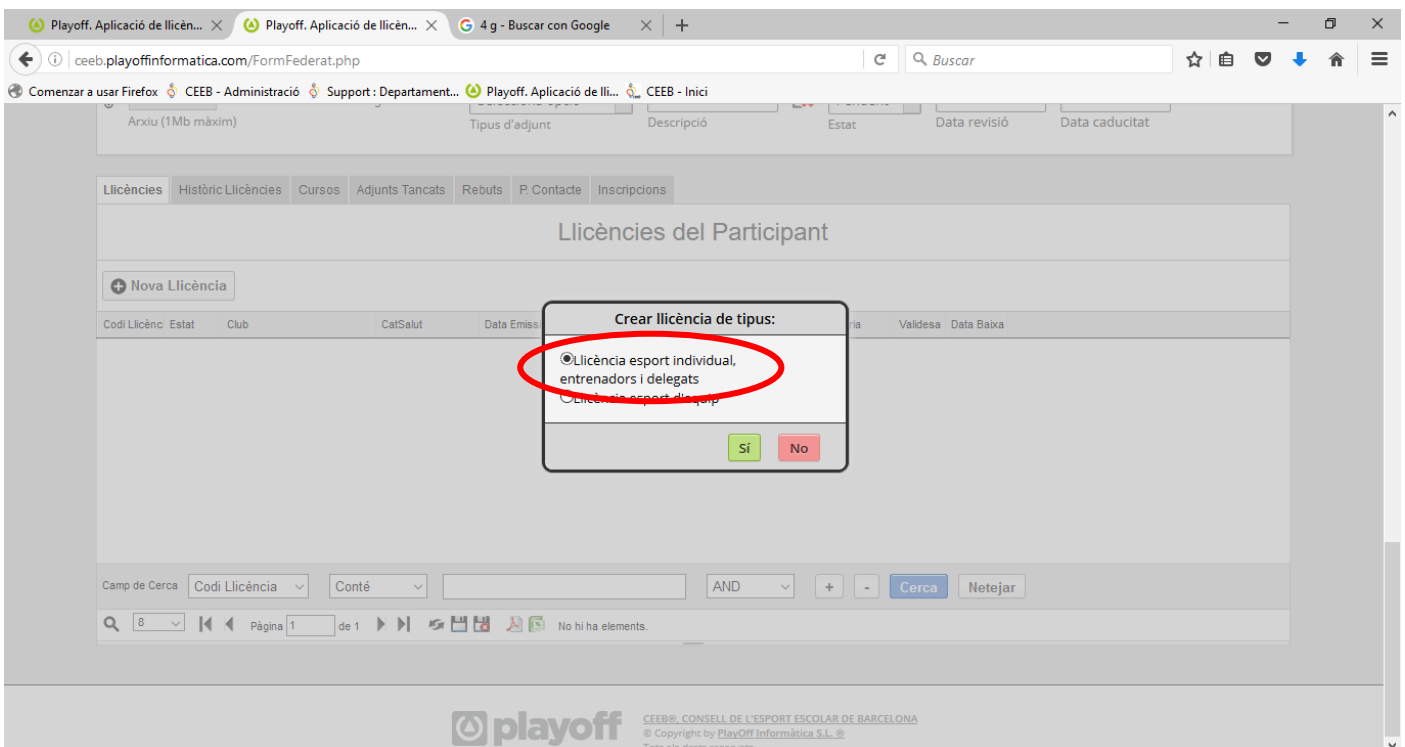 Playoff. Aplicació de llicèn...
Playoff. Aplicació de llicèn...
4 g - Buscar con Google
ceeb.playoffinformatica.com/FormFederat.php
Buscar
Comenzar a usar Firefox CEEB - Administració Support : Departament... Playoff. Aplicació de lli... CEEB - Inici
Arxiu (1Mb màxim) Tipus d'adjunt Descripció Estat Data revisió Data caducitat
Llicències Històric Llicències Cursos Adjunts Tancats Rebuts P. Contacte Inscripcions
Llicències del Participant
Nova Llicència
Codi Llicènc Estat Club CatSalut Data Emissi ria Validesa Data Baixa
Crear llicència de tipus:
Llicència esport individual,
entrenadors i delegats
Llicència esport d'equip
Sí No
Camp de Cerca Codi Llicència Conté AND + - Cerca Netejar
8 Pàgina 1 de 1 No hi ha elements.
playoff
CEEB®, CONSELL DE L'ESPORT ESCOLAR DE BARCELONA
© Copyright by PlayOff Informàtica S.L. ®